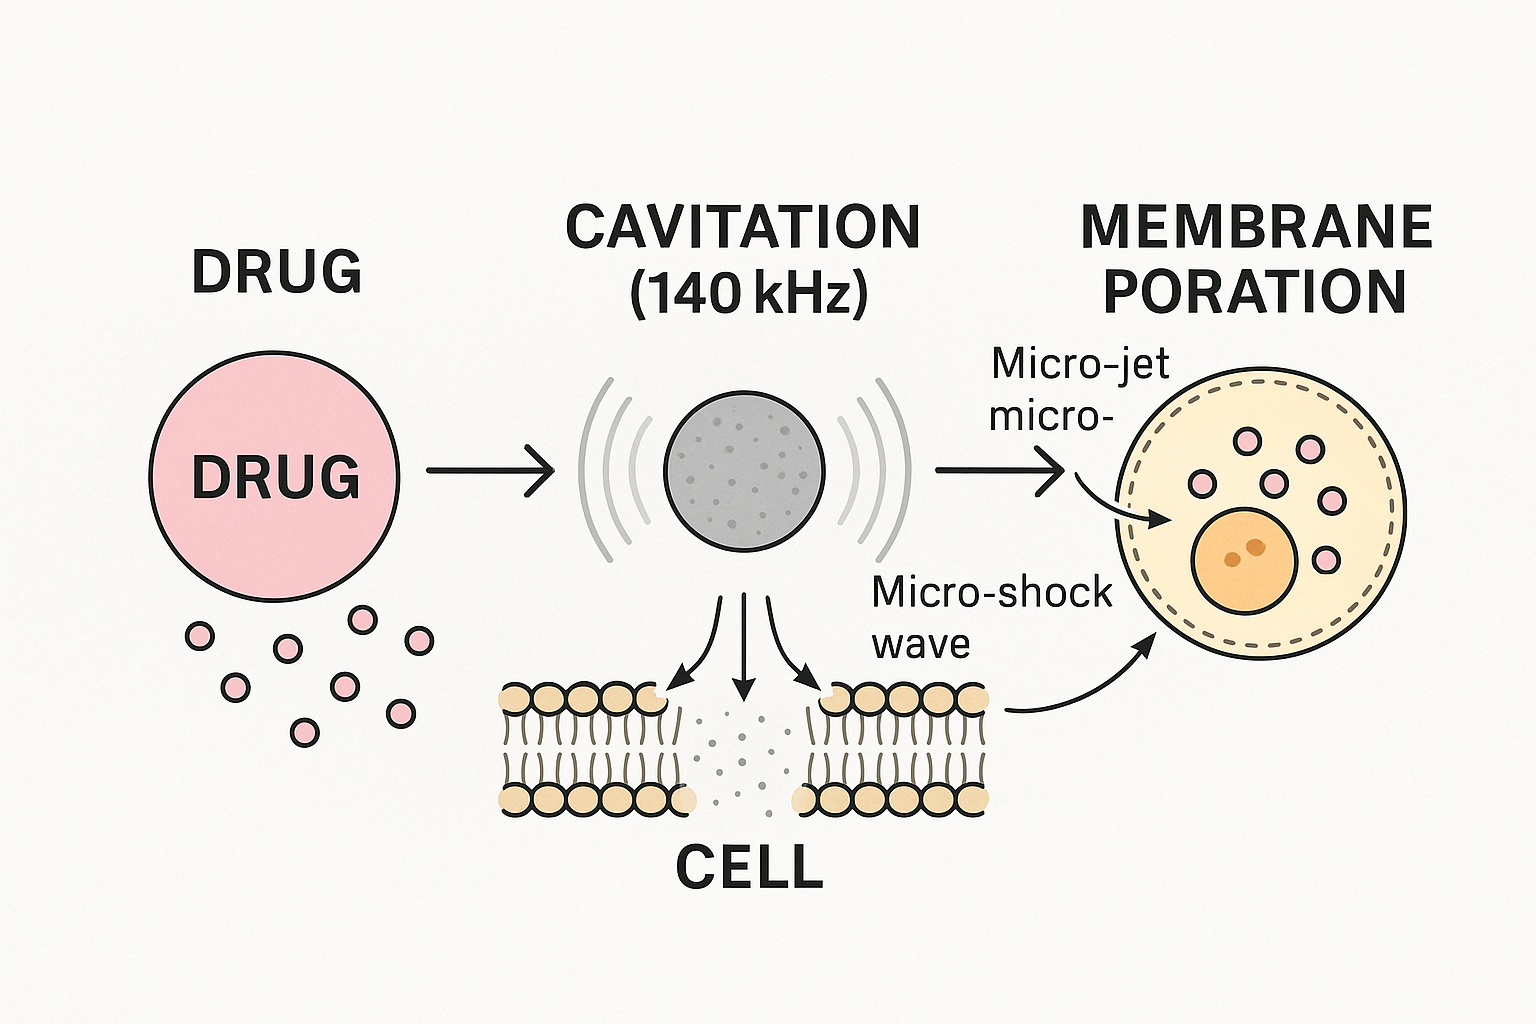 DRUG
DRUG
CAVITATION
(140 kHz)
MEMBRANE
PORATION
Micro-jet
micro-
Micro-shock
wave
CELL